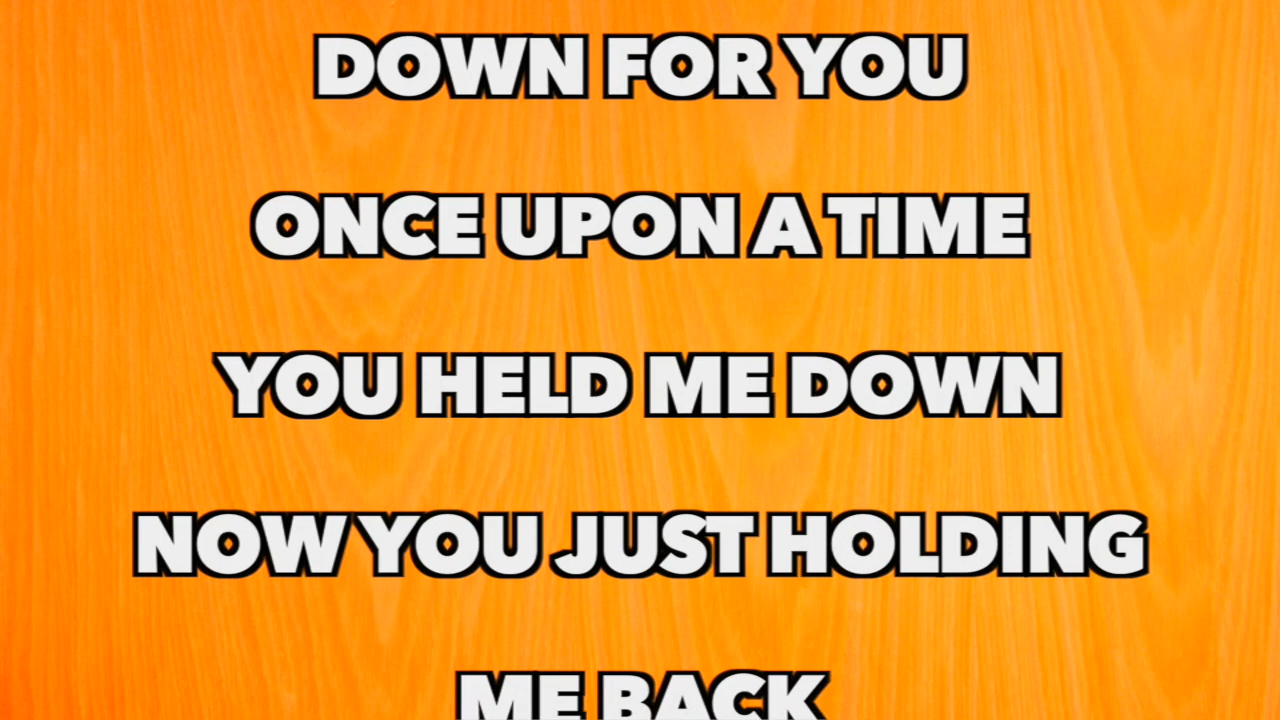 DOWN FOR YOU
ONCE UPON A TIME
YOU HELD ME DOWN
NOW YOU JUST HOLDING
ME BACK